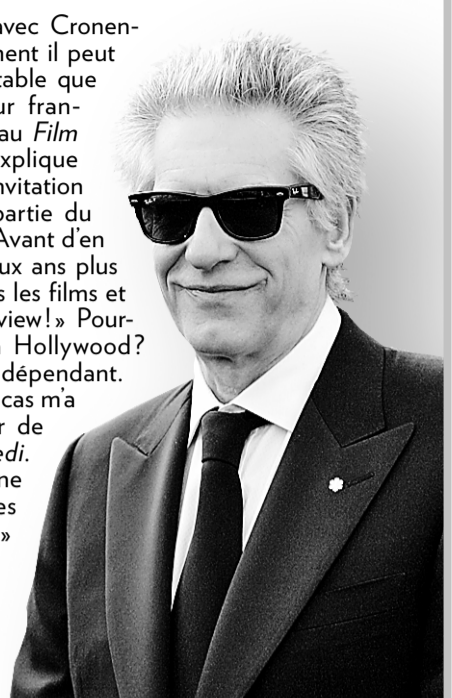 avec Cronen-
ment il peut
table que
ur fran-
au Film
xplique
nvitation
partie du
Avant d'en
ux ans plus
s les films et
view!» Pour-
Hollywood?
dépendant.
cas m'a
r de
edi.
ne
es
»